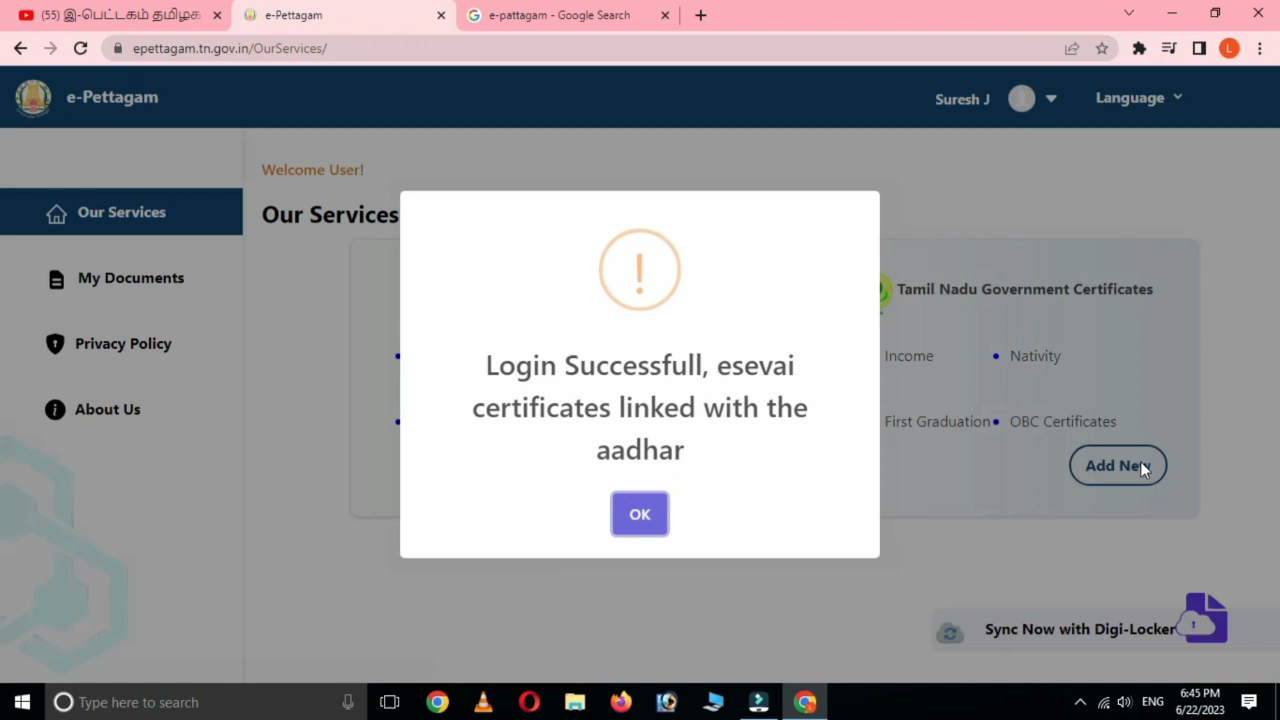 (55) இ-பெட்டகம் தமிழக
e-Pettagam
e-pattagam - Google Search
epettagam.tn.gov.in/OurServices/
L
e-Pettagam
Suresh J
Language
Welcome User!
Our Services
Our Services
My Documents
Privacy Policy
About Us
Tamil Nadu Government Certificates
Income
Nativity
First Graduation
OBC Certificates
Add New
Login Successfull, esevai
certificates linked with the
aadhar
OK
Sync Now with Digi-Locker
Type here to search
ENG
6:45 PM
6/22/2023